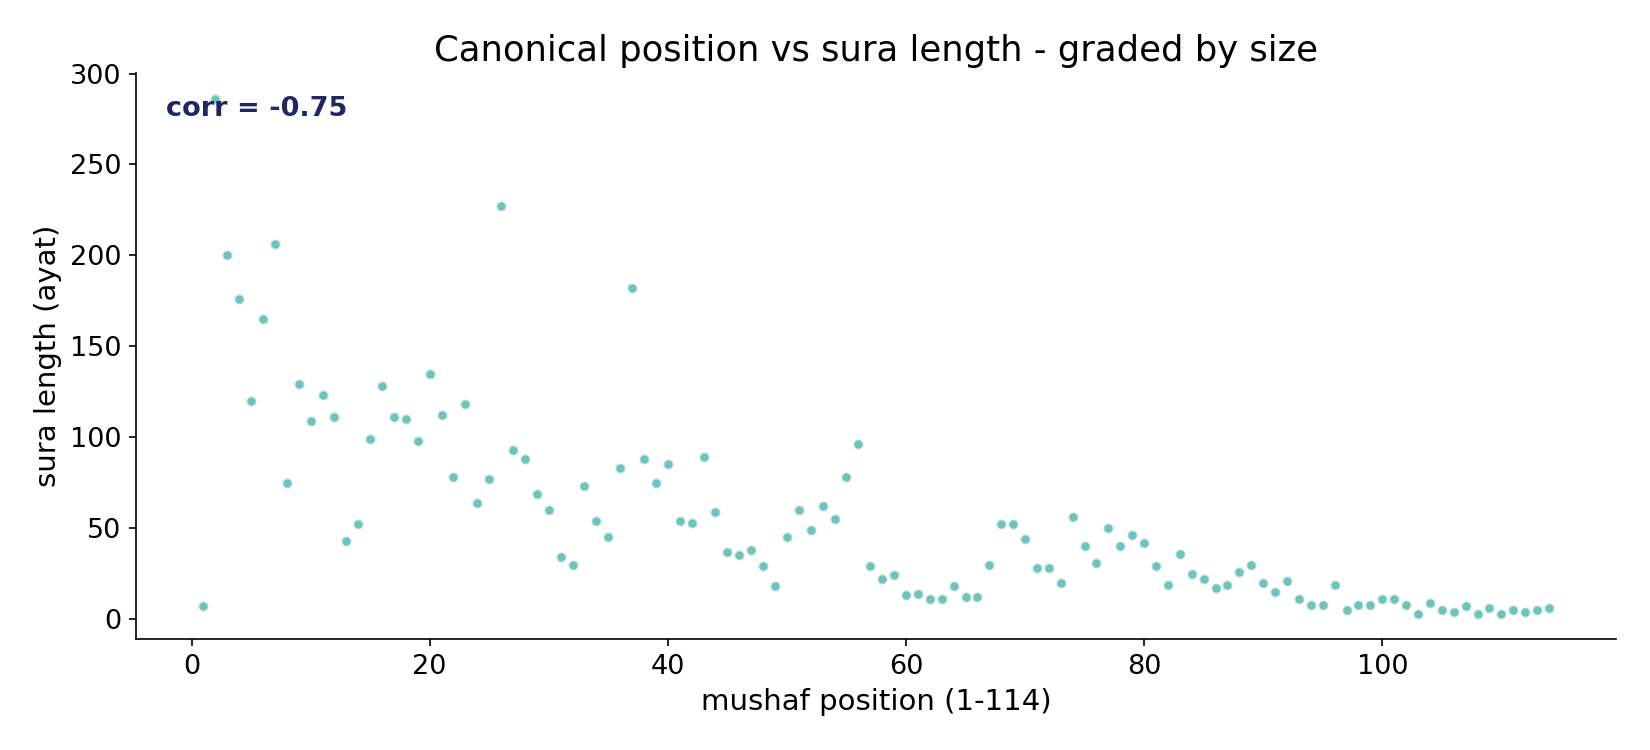 Canonical position vs sura length - graded by size
corr = -0.75
sura length (ayat)
300
250
200
150
100
50
0
0 20 40 60 80 100
mushaf position (1-114)